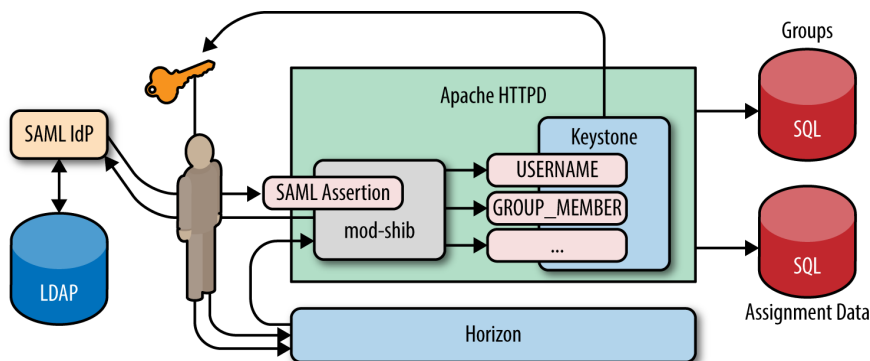 Groups
Apache HTTPD
SQL
Keystone
SAML IdP
USERNAME
SAML Assertion
GROUP_MEMBER
mod-shib
...
SQL
LDAP
Assignment Data
Horizon